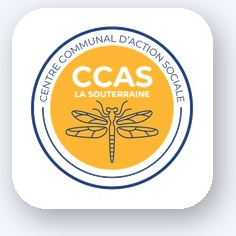 CENTRE COMMUNAL D'ACTION SOCIALE
CCAS
LA SOUTERRAINE